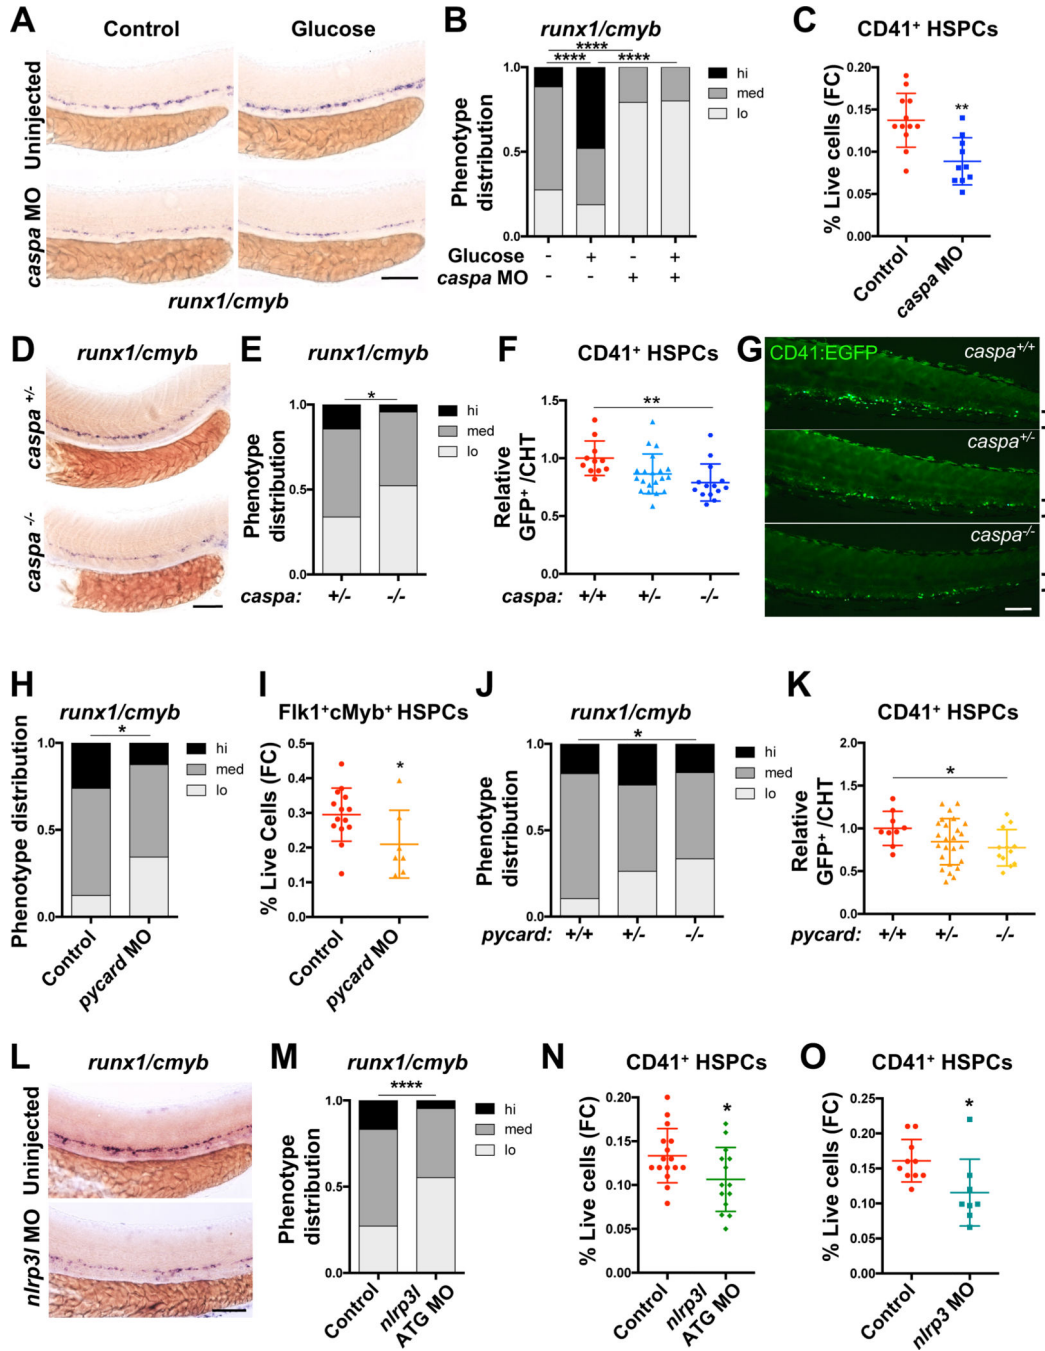 A
Control
Glucose
Uninjected
caspa MO
runx1/cmyb
B
runx1/cmyb
****
**** ****
Phenotype
distribution
1.0
0.5
0.0
hi
med
lo
Glucose - + - +
caspa MO - - + +
C
CD41+ HSPCs
% Live cells (FC)
0.20
0.15
0.10
0.05
0.00
**
Control
caspa MO
D
runx1/cmyb
caspa +/-
caspa -/-
E
runx1/cmyb
*
Phenotype
distribution
1.0
0.5
0.0
hi
med
lo
caspa: +/- -/-
F
CD41+ HSPCs
Relative
GFP+ /CHT
1.5
1.0
0.5
0.0
**
caspa: +/+ +/- -/-
G
CD41:EGFP
caspa+/+
caspa+/-
caspa-/-
H
runx1/cmyb
*
Phenotype distribution
1.0
0.5
0.0
hi
med
lo
Control
pycard MO
I
Flk1+cMyb+ HSPCs
% Live Cells (FC)
0.5
0.4
0.3
0.2
0.1
0.0
*
Control
pycard MO
J
runx1/cmyb
*
Phenotype
distribution
1.0
0.5
0.0
hi
med
lo
pycard: +/+ +/- -/-
K
CD41+ HSPCs
Relative
GFP+ /CHT
2.0
1.5
1.0
0.5
0.0
*
pycard: +/+ +/- -/-
L
runx1/cmyb
Uninjected
nlrp3l MO
M
runx1/cmyb
****
Phenotype
distribution
1.0
0.5
0.0
hi
med
lo
Control
nlrp3l
ATG MO
N
CD41+ HSPCs
% Live cells (FC)
0.20
0.15
0.10
0.05
0.00
*
Control
nlrp3l
ATG MO
O
CD41+ HSPCs
% Live cells (FC)
0.25
0.20
0.15
0.10
0.05
0.00
*
Control
nlrp3 MO